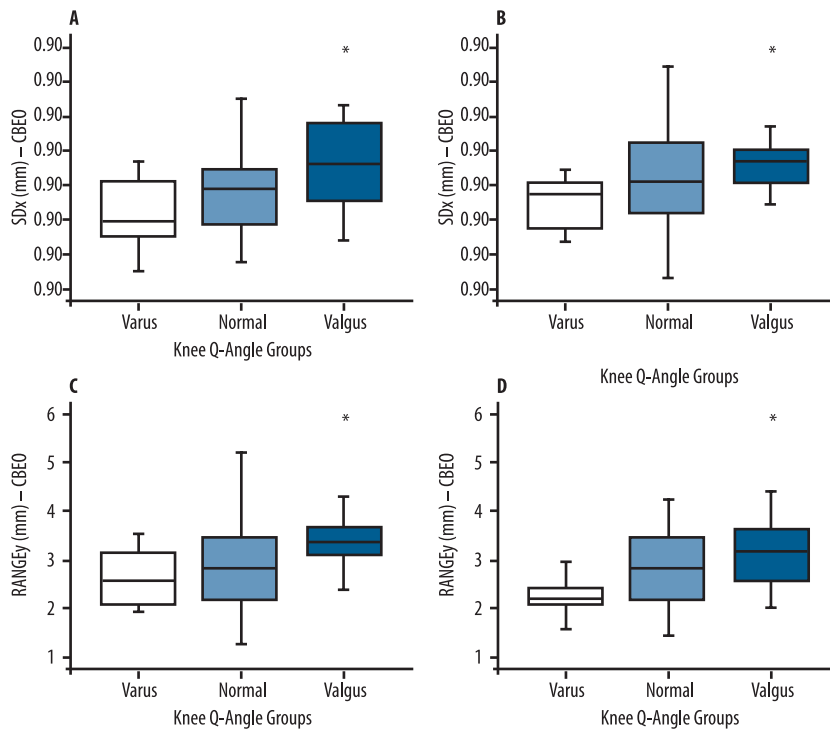 A
SDx (mm) – CBEO
0.90
0.90
0.90
0.90
0.90
0.90
0.90
0.90
*
Varus
Normal
Valgus
Knee Q-Angle Groups
B
SDx (mm) – CBEO
0.90
0.90
0.90
0.90
0.90
0.90
0.90
0.90
*
Varus
Normal
Valgus
Knee Q-Angle Groups
C
RANGEy (mm) – CBEO
6
5
4
3
2
1
*
Varus
Normal
Valgus
Knee Q-Angle Groups
D
RANGEy (mm) – CBEO
6
5
4
3
2
1
*
Varus
Normal
Valgus
Knee Q-Angle Groups